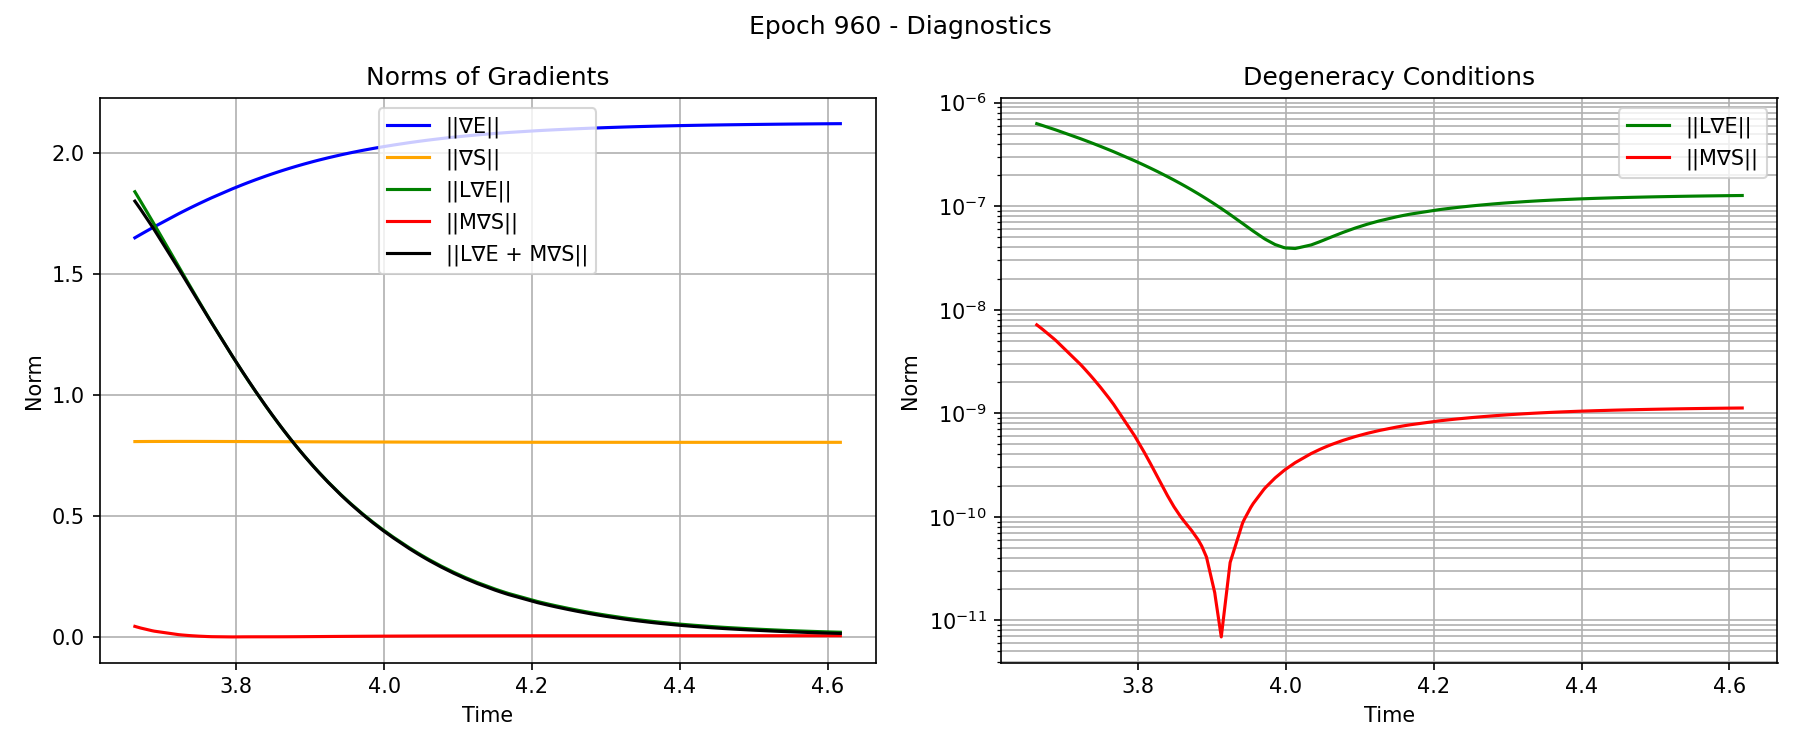 Epoch 960 - Diagnostics
Norms of Gradients
||∇E||
||∇S||
||L∇E||
||M∇S||
||L∇E + M∇S||
2.0
1.5
1.0
0.5
0.0
Norm
3.8
4.0
4.2
4.4
4.6
Time
Degeneracy Conditions
||L∇E||
||M∇S||
10⁻⁶
10⁻⁷
10⁻⁸
10⁻⁹
10⁻¹⁰
10⁻¹¹
Norm
3.8
4.0
4.2
4.4
4.6
Time